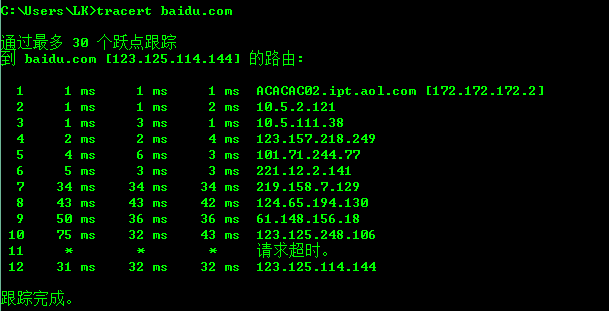 C:\Users\LK>tracert baidu.com
通过最多 30 个跃点跟踪
到 baidu.com [123.125.114.144] 的路由:
1 1 ms 1 ms 1 ms ACACAC02.ipt.aol.com [172.172.172.2]
2 1 ms 1 ms 2 ms 10.5.2.121
3 1 ms 3 ms 1 ms 10.5.111.38
4 2 ms 2 ms 4 ms 123.157.218.249
5 4 ms 6 ms 3 ms 101.71.244.77
6 5 ms 3 ms 3 ms 221.12.2.141
7 34 ms 34 ms 34 ms 219.158.7.129
8 43 ms 43 ms 42 ms 124.65.194.130
9 50 ms 36 ms 36 ms 61.148.156.18
10 75 ms 32 ms 43 ms 123.125.248.106
11 * * * 请求超时。
12 31 ms 32 ms 32 ms 123.125.114.144
跟踪完成。